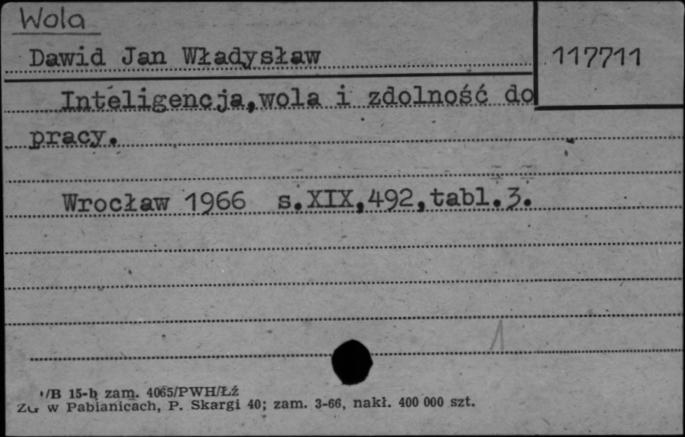 Wola
Dawid Jan Władysław 117711
Inteligencja,wola i zdolność do
pracy.
Wrocław 1966 s.XIX,492,tabl.3.
1
/B 15-b zam. 4065/PWH/Łź
w Pabianicach, P. Skargi 40; zam. 3-66, nakł. 400 000 szt.